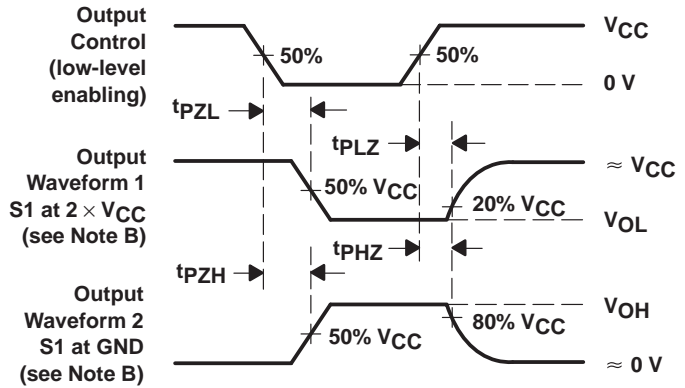 Output
Control
(low-level
enabling)
50%
50%
VCC
0 V
tPZL
tPLZ
Output
Waveform 1
S1 at 2 × VCC
(see Note B)
50% VCC
20% VCC
≈ VCC
VOL
tPZH
tPHZ
Output
Waveform 2
S1 at GND
(see Note B)
50% VCC
80% VCC
VOH
≈ 0 V